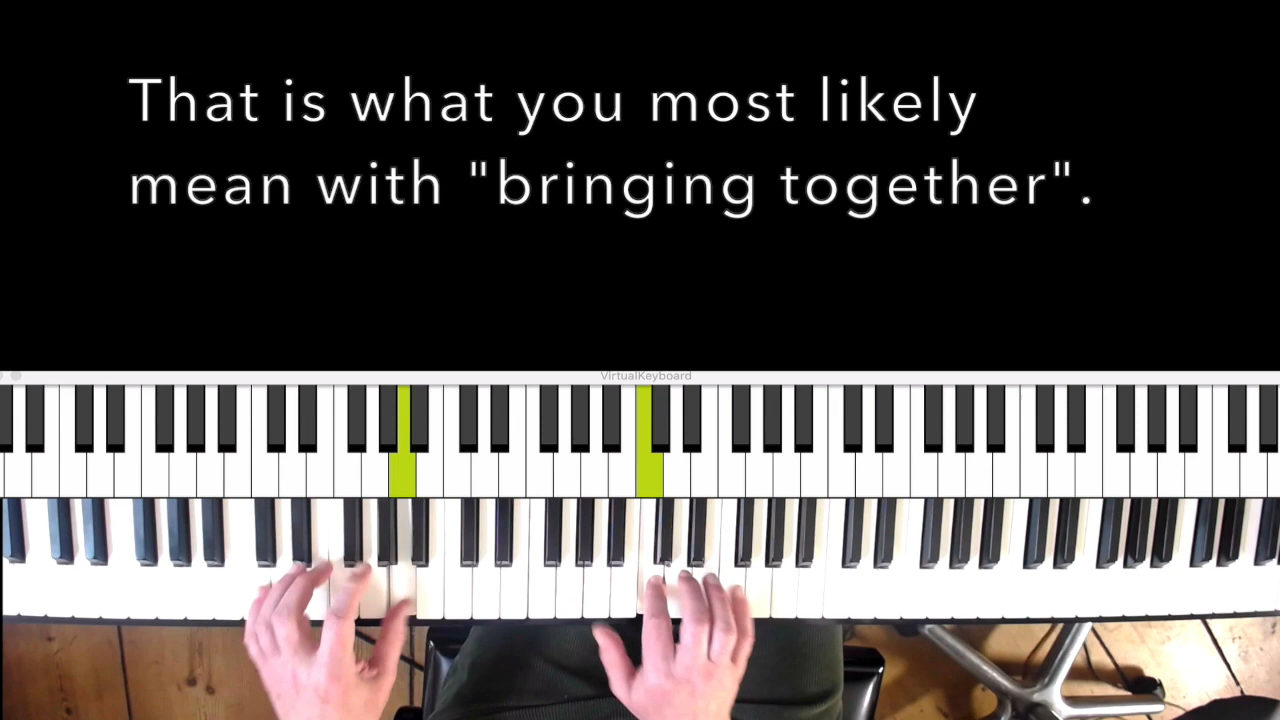 That is what you most likely
mean with "bringing together".
VirtualKeyboard